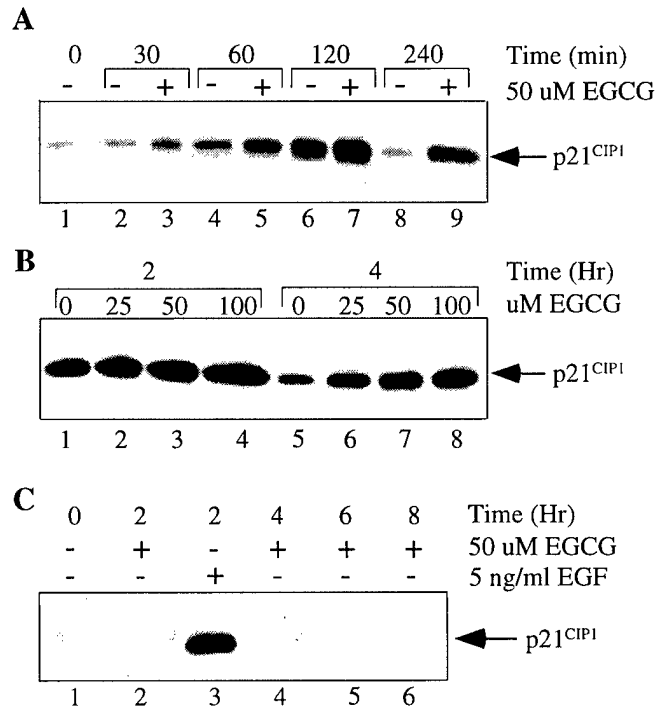 A
0 30 60 120 240 Time (min)
- - + - + - + - + 50 uM EGCG
p21CIP1
1 2 3 4 5 6 7 8 9
B
2 4 Time (Hr)
0 25 50 100 0 25 50 100 uM EGCG
p21CIP1
1 2 3 4 5 6 7 8
C
0 2 2 4 6 8 Time (Hr)
- + - + + + 50 uM EGCG
- - + - - - 5 ng/ml EGF
p21CIP1
1 2 3 4 5 6